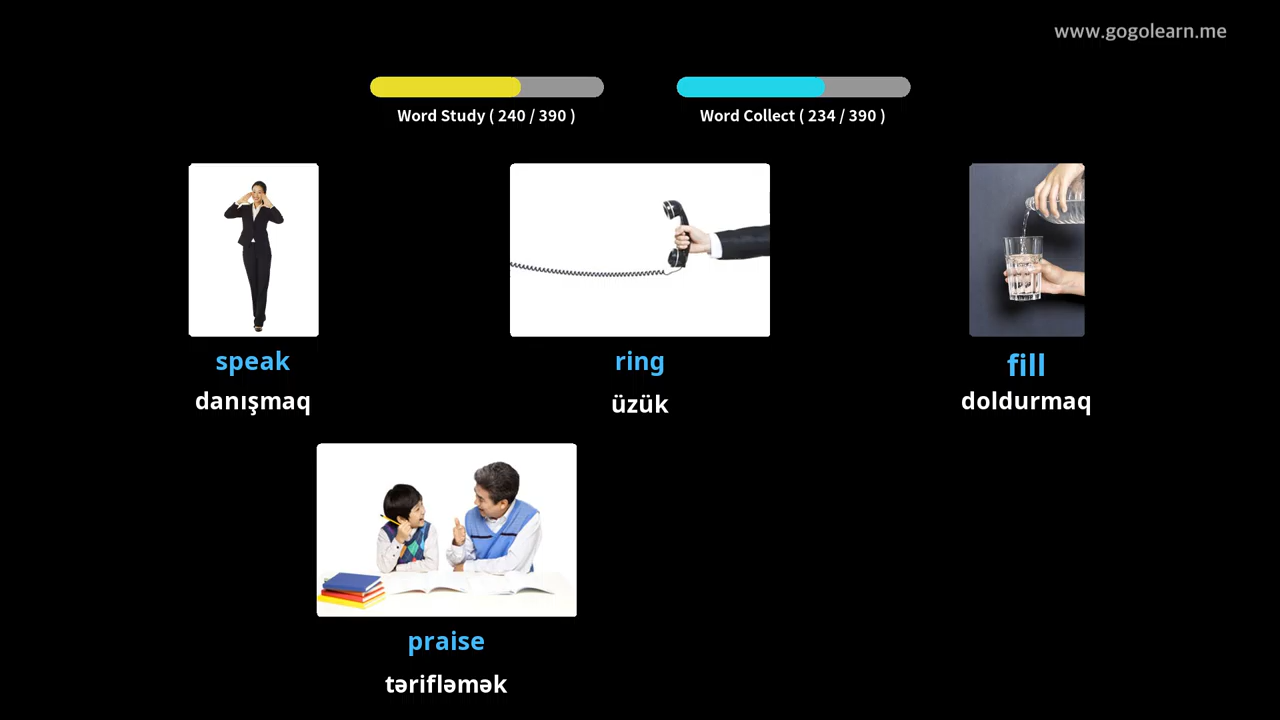 www.gogolearn.me
Word Study ( 240 / 390 )
Word Collect ( 234 / 390 )
speak
ring
fill
danışmaq
üzük
doldurmaq
praise
tərifləmək